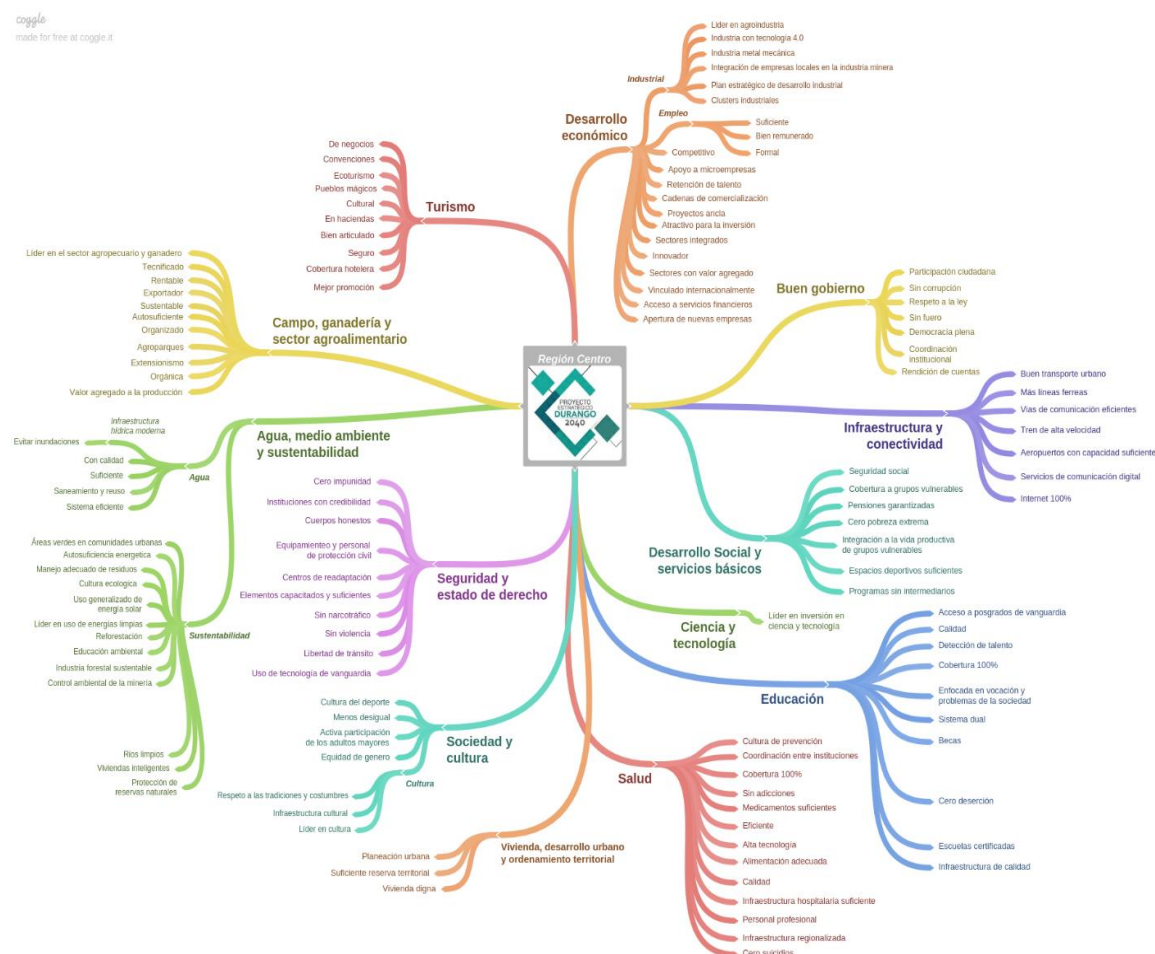 coggle
made for free at coggle.it
Región Centro
PROYECTO
ESTRATÉGICO
DURANGO
2040
Desarrollo
económico
Industrial
Lider en agroindustria
Industria con tecnología 4.0
Industria metal mecánica
Integración de empresas locales en la industria minera
Plan estratégico de desarrollo industrial
Clusters industriales
Empleo
Suficiente
Bien remunerado
Formal
Competitivo
Apoyo a microempresas
Retención de talento
Cadenas de comercialización
Proyectos ancla
Atractivo para la inversión
Sectores integrados
Innovador
Sectores con valor agregado
Vinculado internacionalmente
Acceso a servicios financieros
Apertura de nuevas empresas
Buen gobierno
Participación ciudadana
Sin corrupción
Respeto a la ley
Sin fuero
Democracia plena
Coordinación
institucional
Rendición de cuentas
Infraestructura y
conectividad
Buen transporte urbano
Más líneas ferreas
Vias de comunicación eficientes
Tren de alta velocidad
Aeropuertos con capacidad suficiente
Servicios de comunicación digital
Internet 100%
Desarrollo Social y
servicios básicos
Seguridad social
Cobertura a grupos vulnerables
Pensiones garantizadas
Cero pobreza extrema
Integración a la vida productiva
de grupos vulnerables
Espacios deportivos suficientes
Programas sin intermediarios
Ciencia y
tecnología
Lider en inversión en
ciencia y tecnología
Educación
Acceso a posgrados de vanguardia
Calidad
Detección de talento
Cobertura 100%
Enfocada en vocación y
problemas de la sociedad
Sistema dual
Becas
Cero deserción
Escuelas certificadas
Infraestructura de calidad
Salud
Cultura de prevención
Coordinación entre instituciones
Cobertura 100%
Sin adicciones
Medicamentos suficientes
Eficiente
Alta tecnología
Alimentación adecuada
Calidad
Infraestructura hospitalaria suficiente
Personal profesional
Infraestructura regionalizada
Cero suicidios
Turismo
De negocios
Convenciones
Ecoturismo
Pueblos mágicos
Cultural
En haciendas
Bien articulado
Seguro
Cobertura hotelera
Mejor promoción
Campo, ganadería y
sector agroalimentario
Lider en el sector agropecuario y ganadero
Tecnificado
Rentable
Exportador
Sustentable
Autosuficiente
Organizado
Agroparques
Extensionismo
Orgánica
Valor agregado a la producción
Agua, medio ambiente
y sustentabilidad
Agua
Infraestructura
hídrica moderna
Evitar inundaciones
Con calidad
Suficiente
Saneamiento y reuso
Sistema eficiente
Sustentabilidad
Áreas verdes en comunidades urbanas
Autosuficiencia energetica
Manejo adecuado de residuos
Cultura ecologica
Uso generalizado de
energía solar
Lider en uso de energías limpias
Reforestación
Educación ambiental
Industria forestal sustentable
Control ambiental de la minería
Ríos limpios
Viviendas inteligentes
Protección de
reservas naturales
Seguridad y
estado de derecho
Cero impunidad
Instituciones con credibilidad
Cuerpos honestos
Equipamienteo y personal
de protección civil
Centros de readaptación
Elementos capacitados y suficientes
Sin narcotráfico
Sin violencia
Libertad de tránsito
Uso de tecnología de vanguardia
Sociedad y
cultura
Cultura del deporte
Menos desigual
Activa participación
de los adultos mayores
Equidad de genero
Cultura
Respeto a las tradiciones y costumbres
Infraestructura cultural
Líder en cultura
Vivienda, desarrollo urbano
y ordenamiento territorial
Planeación urbana
Suficiente reserva territorial
Vivienda digna